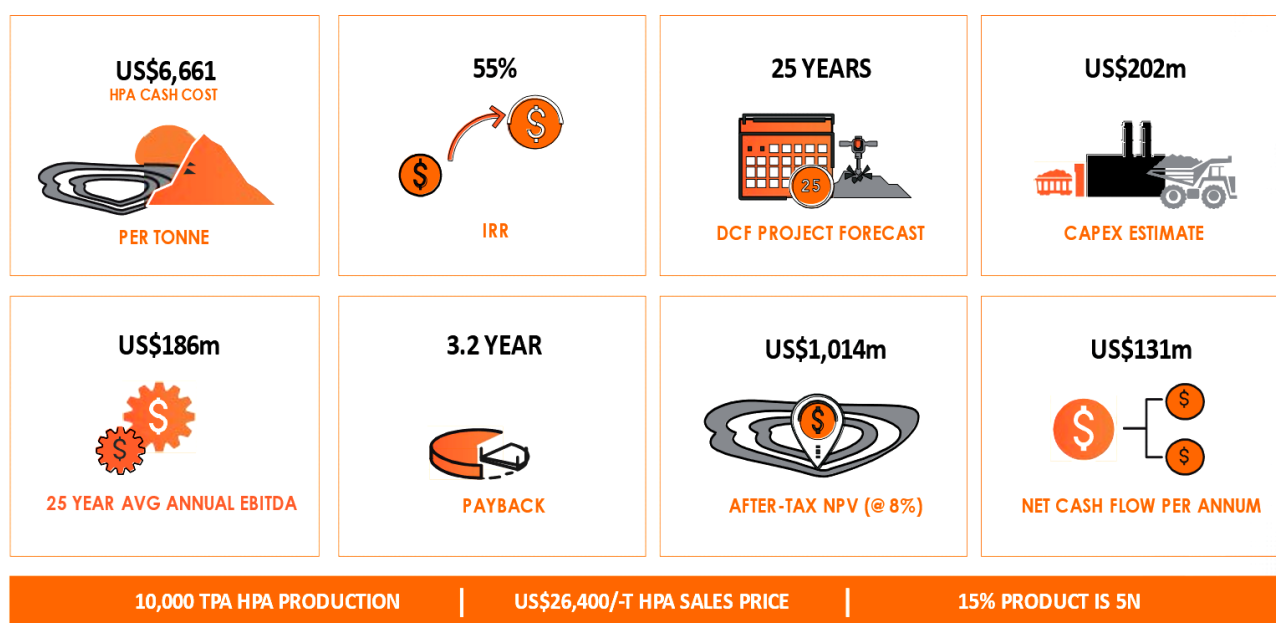 US$6,661
HPA CASH COST
PER TONNE
55%
IRR
25 YEARS
25
DCF PROJECT FORECAST
US$202m
CAPEX ESTIMATE
US$186m
$
$
25 YEAR AVG ANNUAL EBITDA
3.2 YEAR
PAYBACK
US$1,014m
$
AFTER-TAX NPV (@ 8%)
US$131m
$
$
$
NET CASH FLOW PER ANNUM
10,000 TPA HPA PRODUCTION | US$26,400/-T HPA SALES PRICE | 15% PRODUCT IS 5N